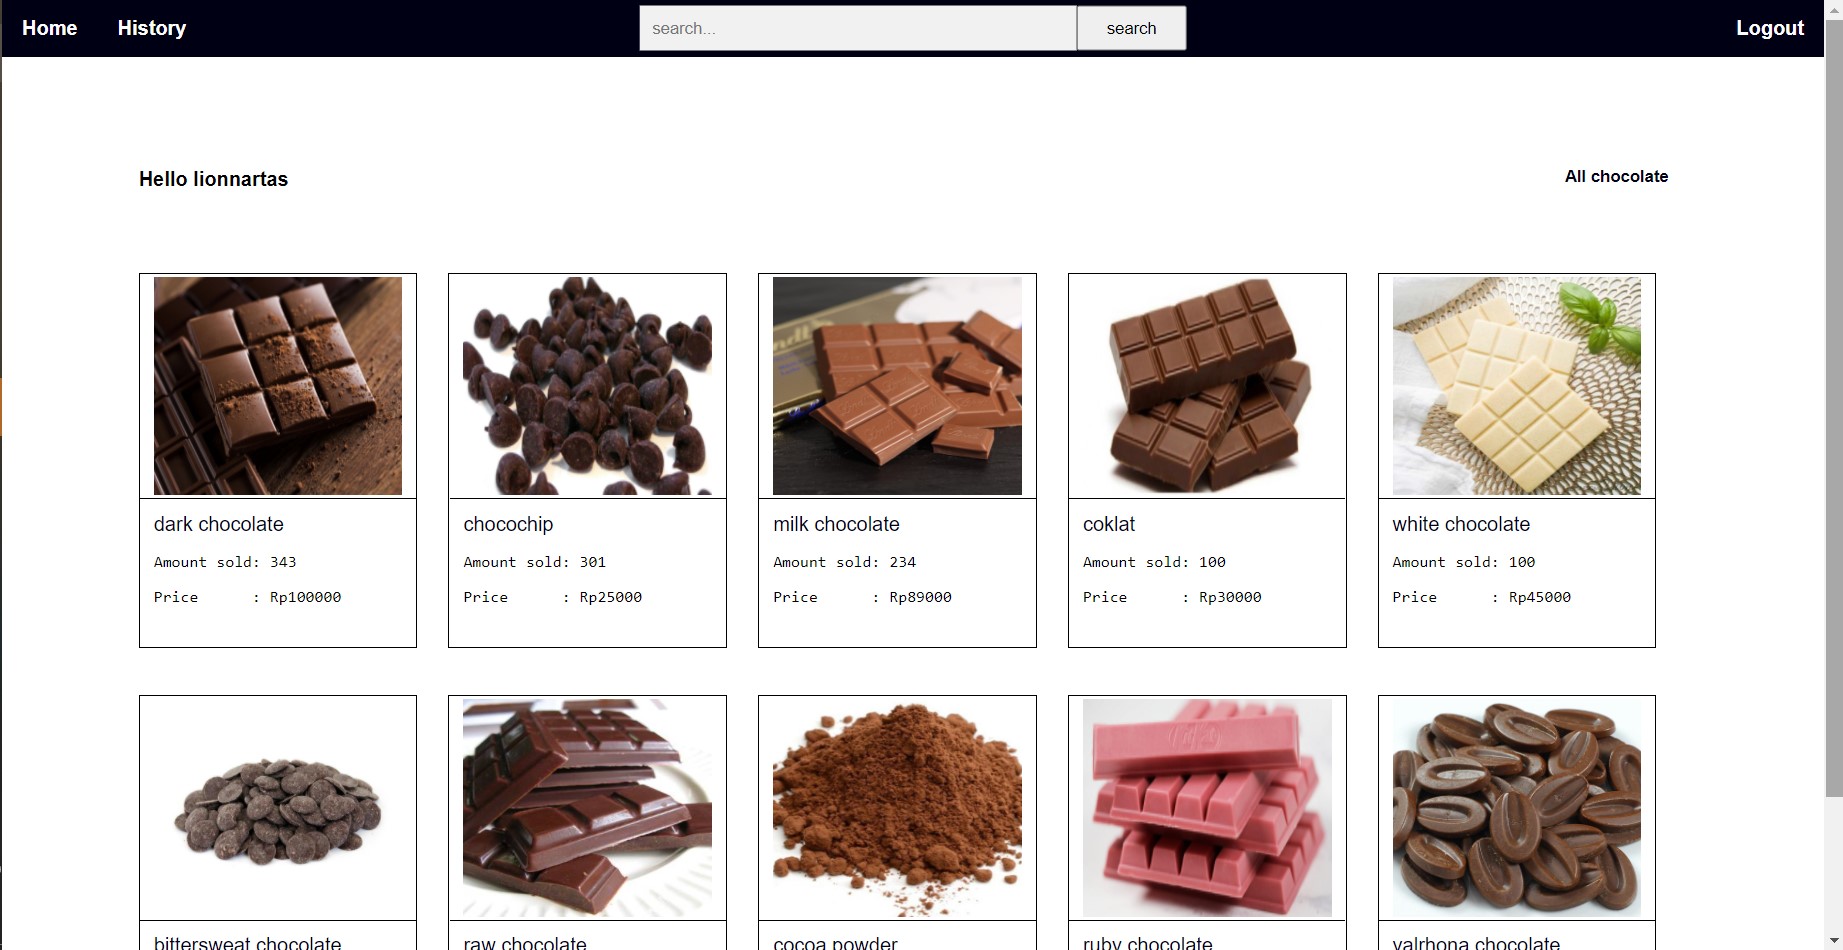 Home History search... search Logout
Hello lionnartas All chocolate
dark chocolate chocochip milk chocolate coklat white chocolate
Amount sold: 343 Amount sold: 301 Amount sold: 234 Amount sold: 100 Amount sold: 100
Price : Rp100000 Price : Rp25000 Price : Rp89000 Price : Rp30000 Price : Rp45000
bittersweat chocolate raw chocolate cocoa powder ruby chocolate valrhona chocolate